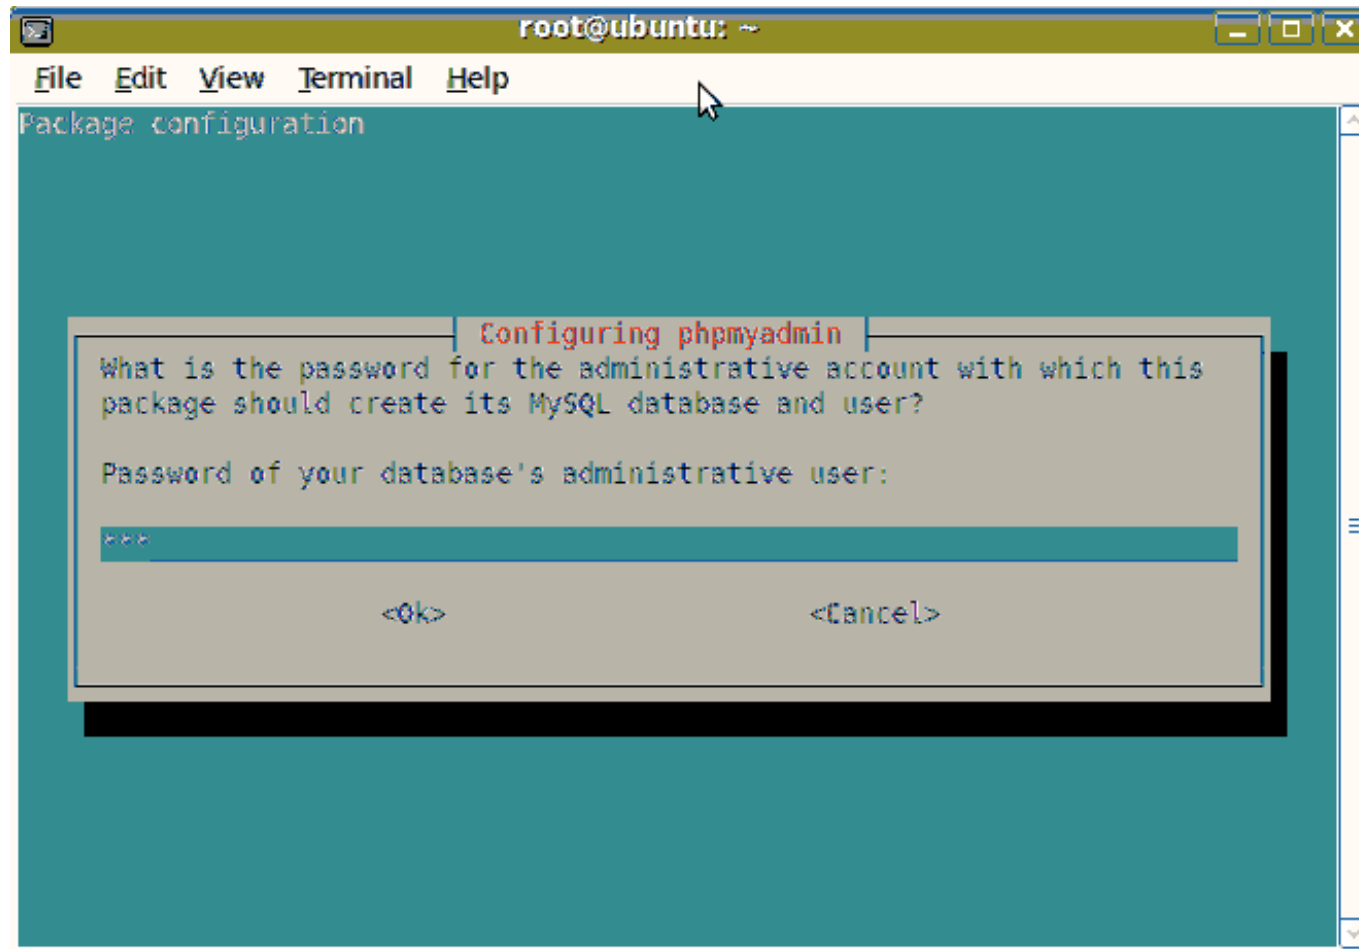 root@ubuntu: ~
File Edit View Terminal Help
Package configuration
Configuring phpmyadmin
What is the password for the administrative account with which this
package should create its MySQL database and user?
Password of your database's administrative user:
***
<Ok> <Cancel>